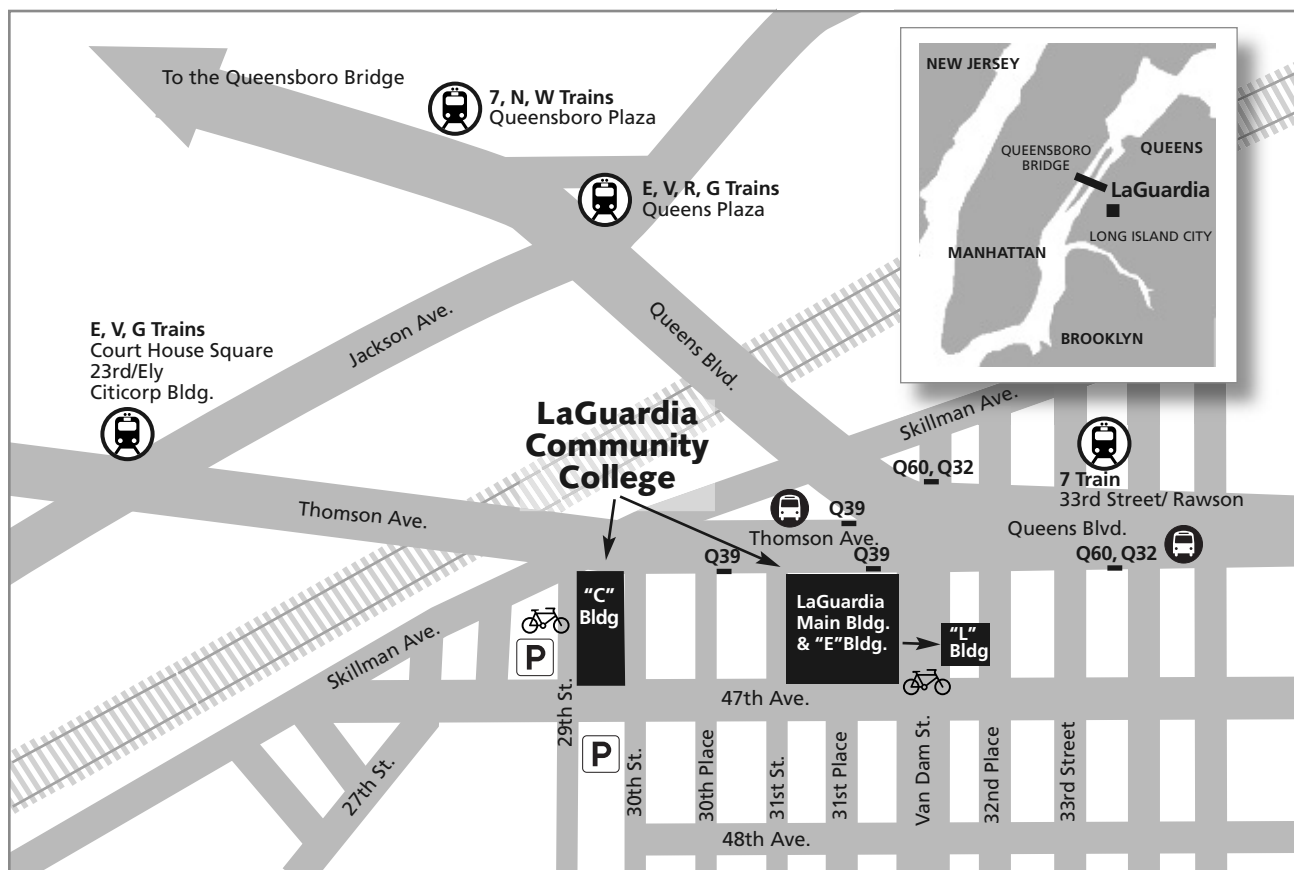 To the Queensboro Bridge
7, N, W Trains
Queensboro Plaza
E, V, R, G Trains
Queens Plaza
NEW JERSEY
QUEENSBORO
BRIDGE
QUEENS
LaGuardia
LONG ISLAND CITY
MANHATTAN
BROOKLYN
E, V, G Trains
Court House Square
23rd/Ely
Citicorp Bldg.
Jackson Ave.
Queens Blvd.
Skillman Ave.
LaGuardia
Community
College
Q60, Q32
7 Train
33rd Street/ Rawson
Thomson Ave.
Q39
Thomson Ave.
Queens Blvd.
Q39
Q39
Q60, Q32
"C"
Bldg
LaGuardia
Main Bldg.
& "E"Bldg.
"L"
Bldg
P
Skillman Ave.
47th Ave.
P
27th St.
29th St.
30th St.
30th Place
31st St.
31st Place
Van Dam St.
32nd Place
33rd Street
48th Ave.